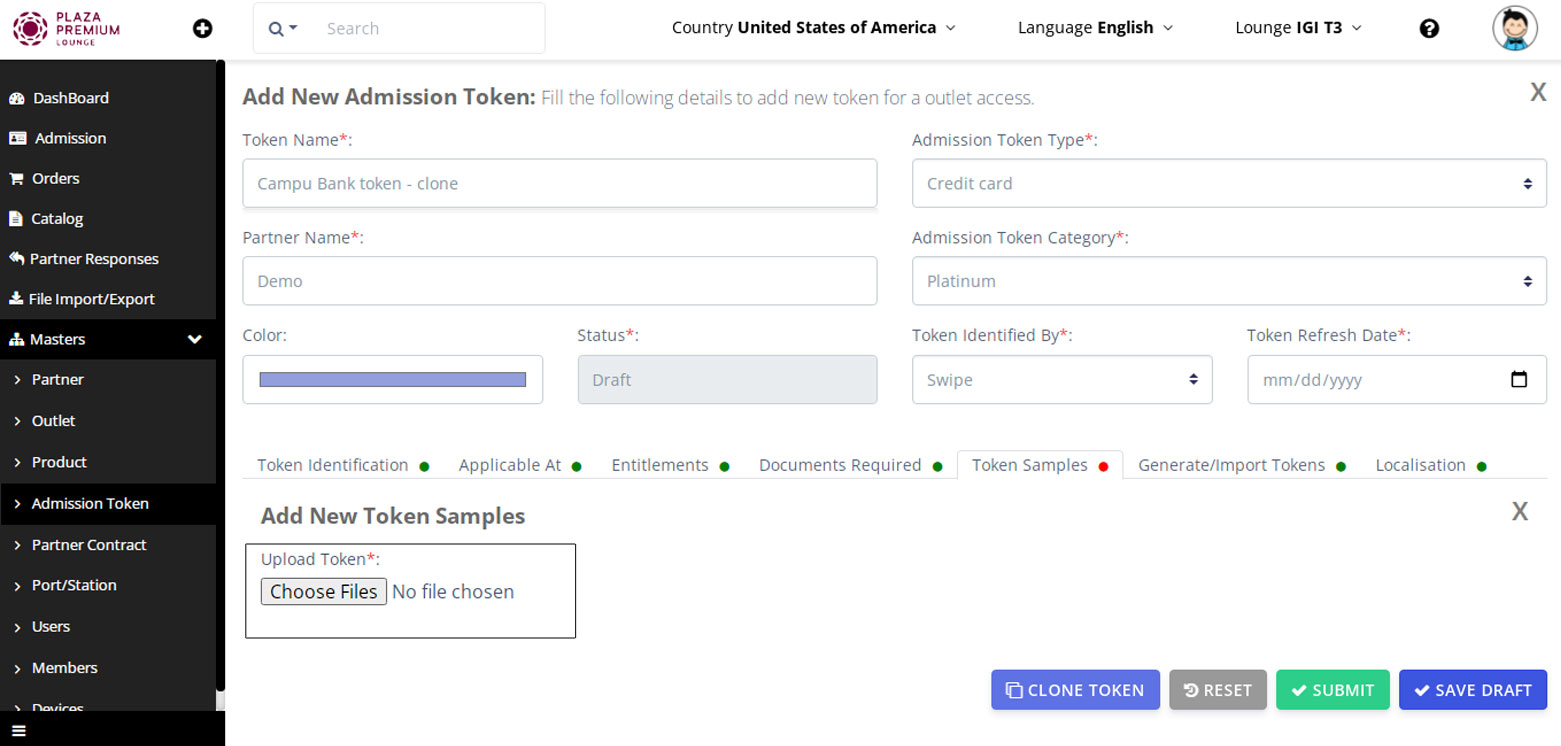 PLAZA
PREMIUM
LOUNGE
Search
Country United States of America
Language English
Lounge IGI T3
DashBoard
Admission
Orders
Catalog
Partner Responses
File Import/Export
Masters
Partner
Outlet
Product
Admission Token
Partner Contract
Port/Station
Users
Members
Devices
Add New Admission Token: Fill the following details to add new token for a outlet access.
X
Token Name*:
Campu Bank token - clone
Admission Token Type*:
Credit card
Partner Name*:
Demo
Admission Token Category*:
Platinum
Color:
Status*:
Draft
Token Identified By*:
Swipe
Token Refresh Date*:
mm/dd/yyyy
Token Identification
Applicable At
Entitlements
Documents Required
Token Samples
Generate/Import Tokens
Localisation
Add New Token Samples
X
Upload Token*:
Choose Files No file chosen
CLONE TOKEN
RESET
SUBMIT
SAVE DRAFT